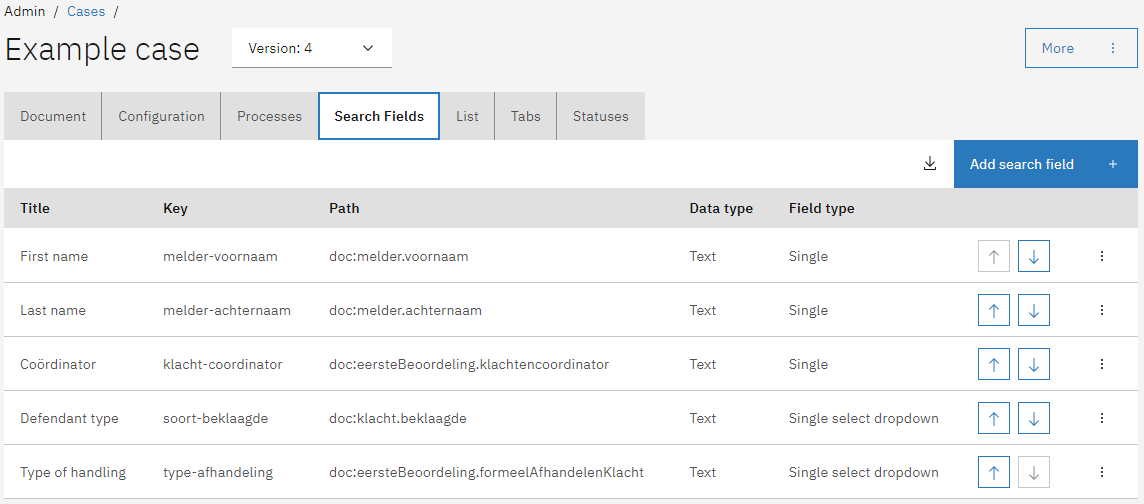 Admin / Cases /
Example case Version: 4 More
Document Configuration Processes Search Fields List Tabs Statuses
Add search field +
Title Key Path Data type Field type
First name melder-voornaam doc:melder.voornaam Text Single
Last name melder-achternaam doc:melder.achternaam Text Single
Coördinator klacht-coordinator doc:eersteBeoordeling.klachtencoordinator Text Single
Defendant type soort-beklaagde doc:klacht.beklaagde Text Single select dropdown
Type of handling type-afhandeling doc:eersteBeoordeling.formeelAfhandelenKlacht Text Single select dropdown